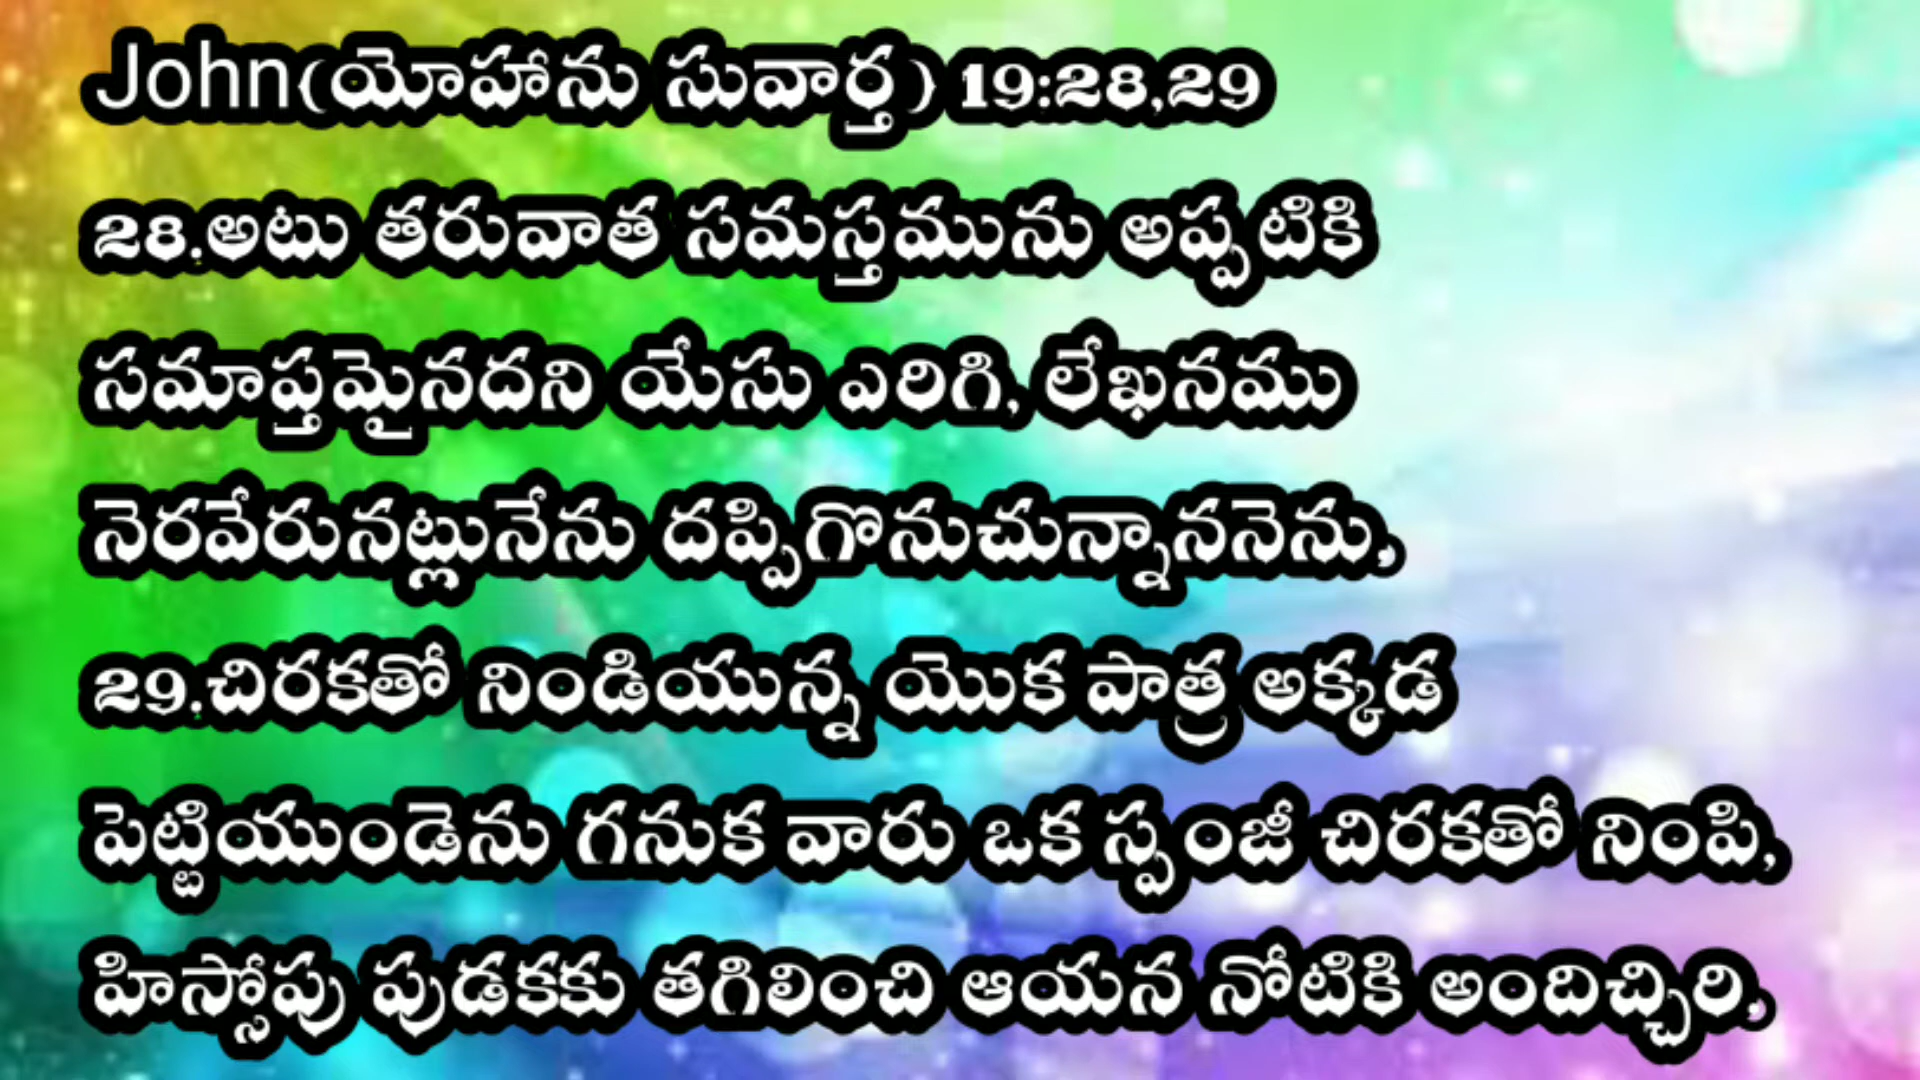 John(యోహాను సువార్త) 19:28,29
28.అటు తరువాత సమస్తమును అప్పటికి
సమాప్తమైనదని యేసు ఎరిగి, లేఖనము
నెరవేరునట్లునేను దప్పిగొనుచున్నాననెను,
29.చిరకతో నిండియున్న యొక పాత్ర అక్కడ
పెట్టియుండెను గనుక వారు ఒక స్పంజీ చిరకతో నింపి,
హిస్సోపు పుడకకు తగిలించి ఆయన నోటికి అందిచ్చిరి.